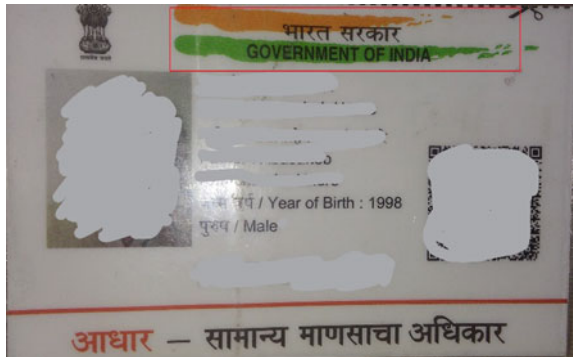 भारत सरकार
GOVERNMENT OF INDIA
वर्ष / Year of Birth : 1998
पुरुष / Male
आधार — सामान्य माणसाचा अधिकार